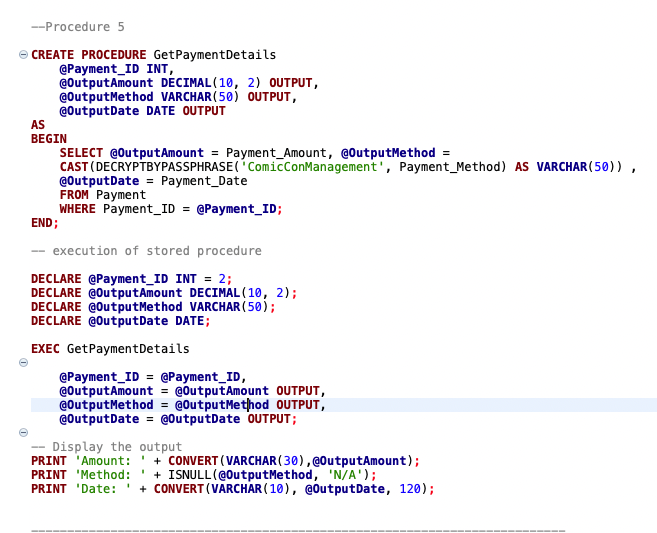 --Procedure 5
CREATE PROCEDURE GetPaymentDetails
@Payment_ID INT,
@OutputAmount DECIMAL(10, 2) OUTPUT,
@OutputMethod VARCHAR(50) OUTPUT,
@OutputDate DATE OUTPUT
AS
BEGIN
SELECT @OutputAmount = Payment_Amount, @OutputMethod =
CAST(DECRYPTBYPASSPHRASE('ComicConManagement', Payment_Method) AS VARCHAR(50)) ,
@OutputDate = Payment_Date
FROM Payment
WHERE Payment_ID = @Payment_ID;
END;
-- execution of stored procedure
DECLARE @Payment_ID INT = 2;
DECLARE @OutputAmount DECIMAL(10, 2);
DECLARE @OutputMethod VARCHAR(50);
DECLARE @OutputDate DATE;
EXEC GetPaymentDetails
@Payment_ID = @Payment_ID,
@OutputAmount = @OutputAmount OUTPUT,
@OutputMethod = @OutputMethod OUTPUT,
@OutputDate = @OutputDate OUTPUT;
-- Display the output
PRINT 'Amount: ' + CONVERT(VARCHAR(30),@OutputAmount);
PRINT 'Method: ' + ISNULL(@OutputMethod, 'N/A');
PRINT 'Date: ' + CONVERT(VARCHAR(10), @OutputDate, 120);
--------------------------------------------------------------------------